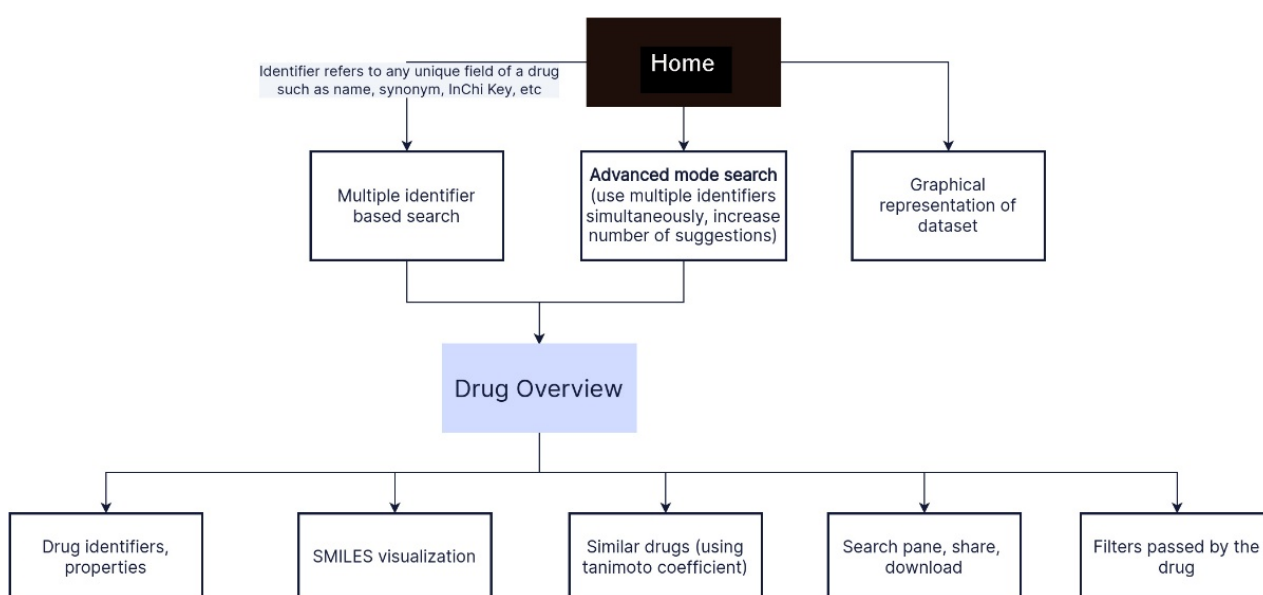 Home
Identifier refers to any unique field of a drug
such as name, synonym, InChi Key, etc
Multiple identifier
based search
Advanced mode search
(use multiple identifiers
simultaneously, increase
number of suggestions)
Graphical
representation of
dataset
Drug Overview
Drug identifiers,
properties
SMILES visualization
Similar drugs (using
tanimoto coefficient)
Search pane, share,
download
Filters passed by the
drug